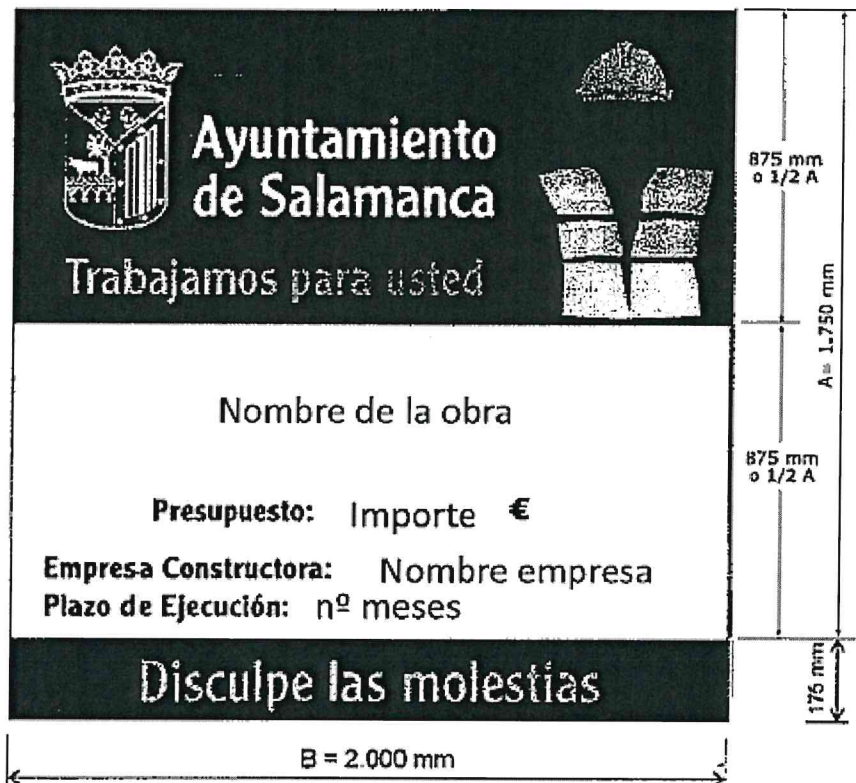 Ayuntamiento
de Salamanca
Trabajamos para usted
875 mm
o 1/2 A
A= 1.750 mm
Nombre de la obra
875 mm
o 1/2 A
Presupuesto: Importe €
Empresa Constructora: Nombre empresa
Plazo de Ejecución: nº meses
Disculpe las molestias
175 mm
B = 2.000 mm